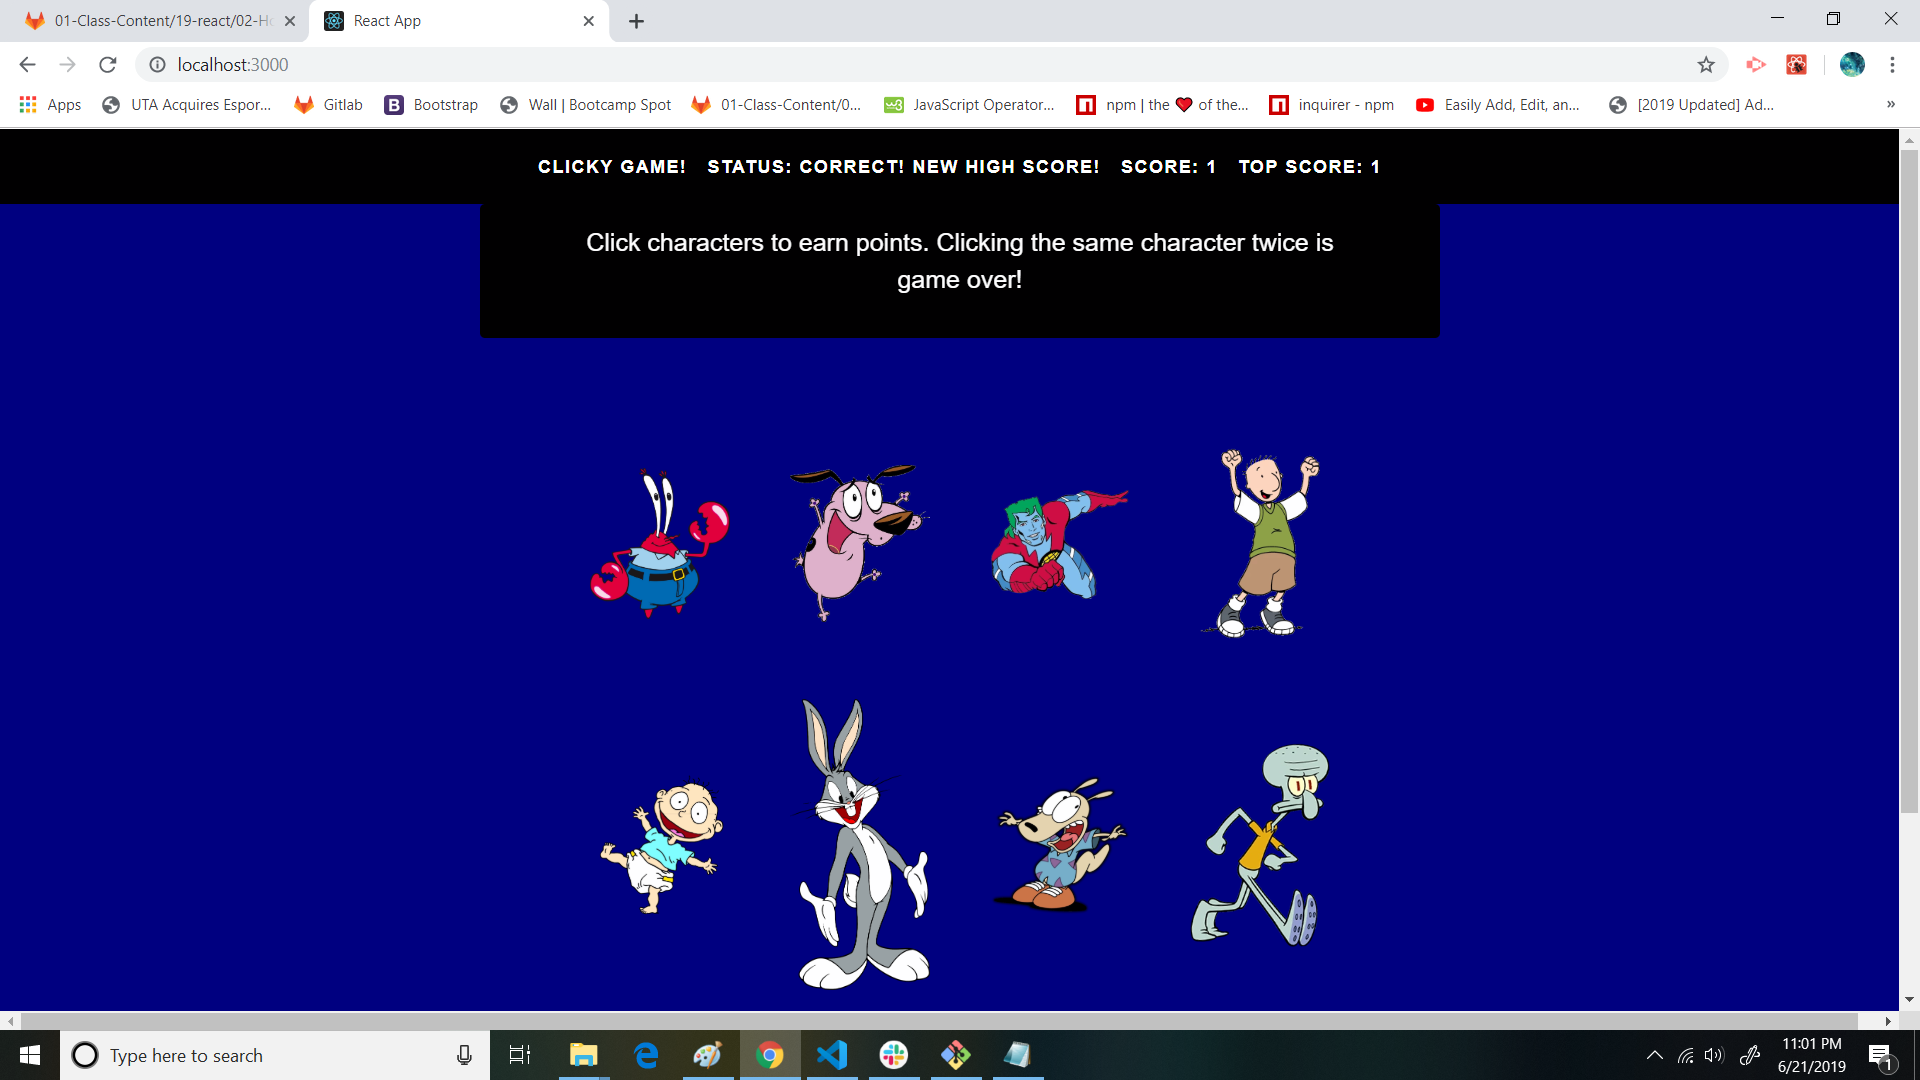 01-Class-Content/19-react/02-Ho
React App
localhost:3000
Apps
UTA Acquires Espor...
Gitlab
B Bootstrap
Wall | Bootcamp Spot
01-Class-Content/0...
w3 JavaScript Operator...
npm | the ❤ of the...
inquirer - npm
Easily Add, Edit, an...
[2019 Updated] Ad...
»
CLICKY GAME! STATUS: CORRECT! NEW HIGH SCORE! SCORE: 1 TOP SCORE: 1
Click characters to earn points. Clicking the same character twice is
game over!
Type here to search
11:01 PM
6/21/2019
1